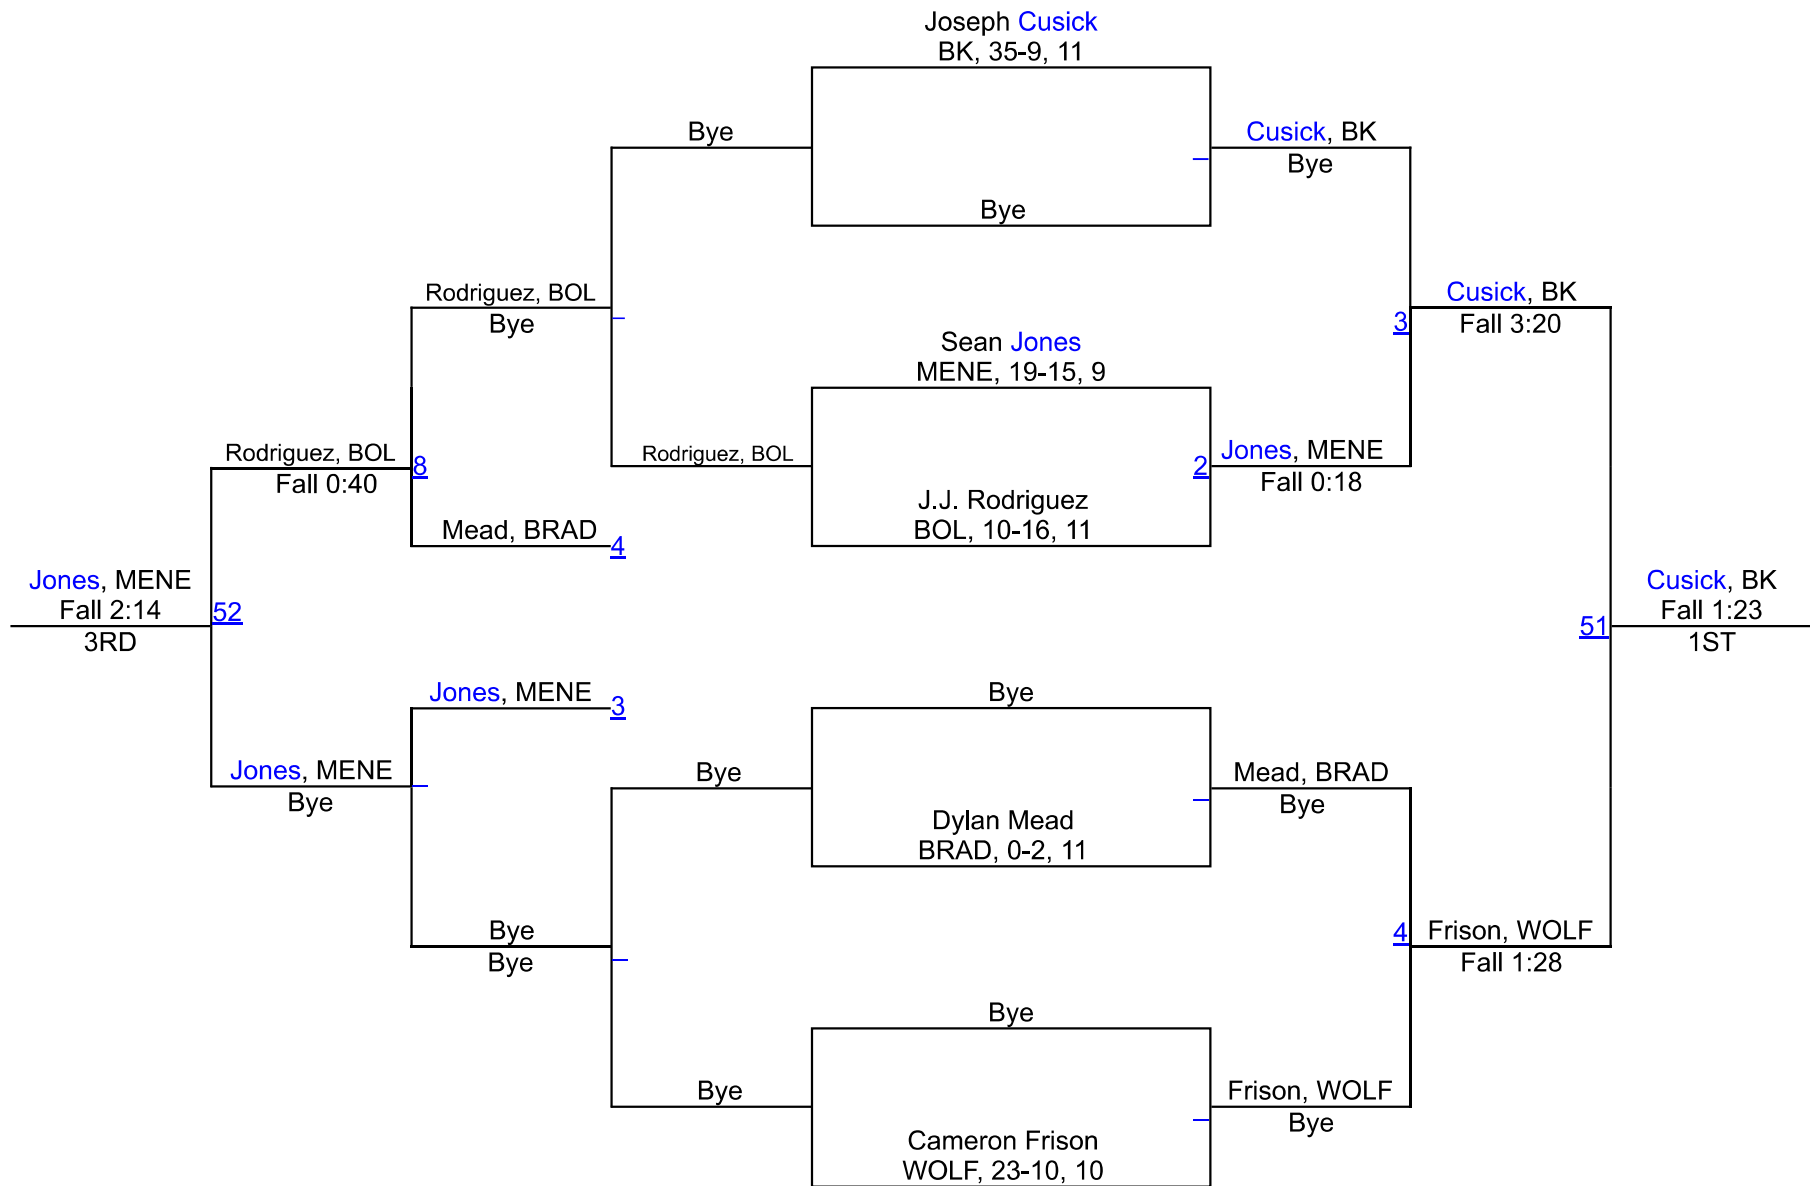 Joseph Cusick
BK, 35-9, 11
Bye
Cusick, BK
Bye
Bye
Rodriguez, BOL
Bye
Cusick, BK
3
Fall 3:20
Sean Jones
MENE, 19-15, 9
Rodriguez, BOL
8
Fall 0:40
Rodriguez, BOL
2
Jones, MENE
Fall 0:18
J.J. Rodriguez
BOL, 10-16, 11
Mead, BRAD
4
Jones, MENE
Fall 2:14
52
3RD
Cusick, BK
Fall 1:23
51
1ST
Jones, MENE
3
Bye
Jones, MENE
Bye
Bye
Mead, BRAD
Bye
Dylan Mead
BRAD, 0-2, 11
Bye
Bye
4
Frison, WOLF
Fall 1:28
Bye
Bye
Frison, WOLF
Bye
Cameron Frison
WOLF, 23-10, 10